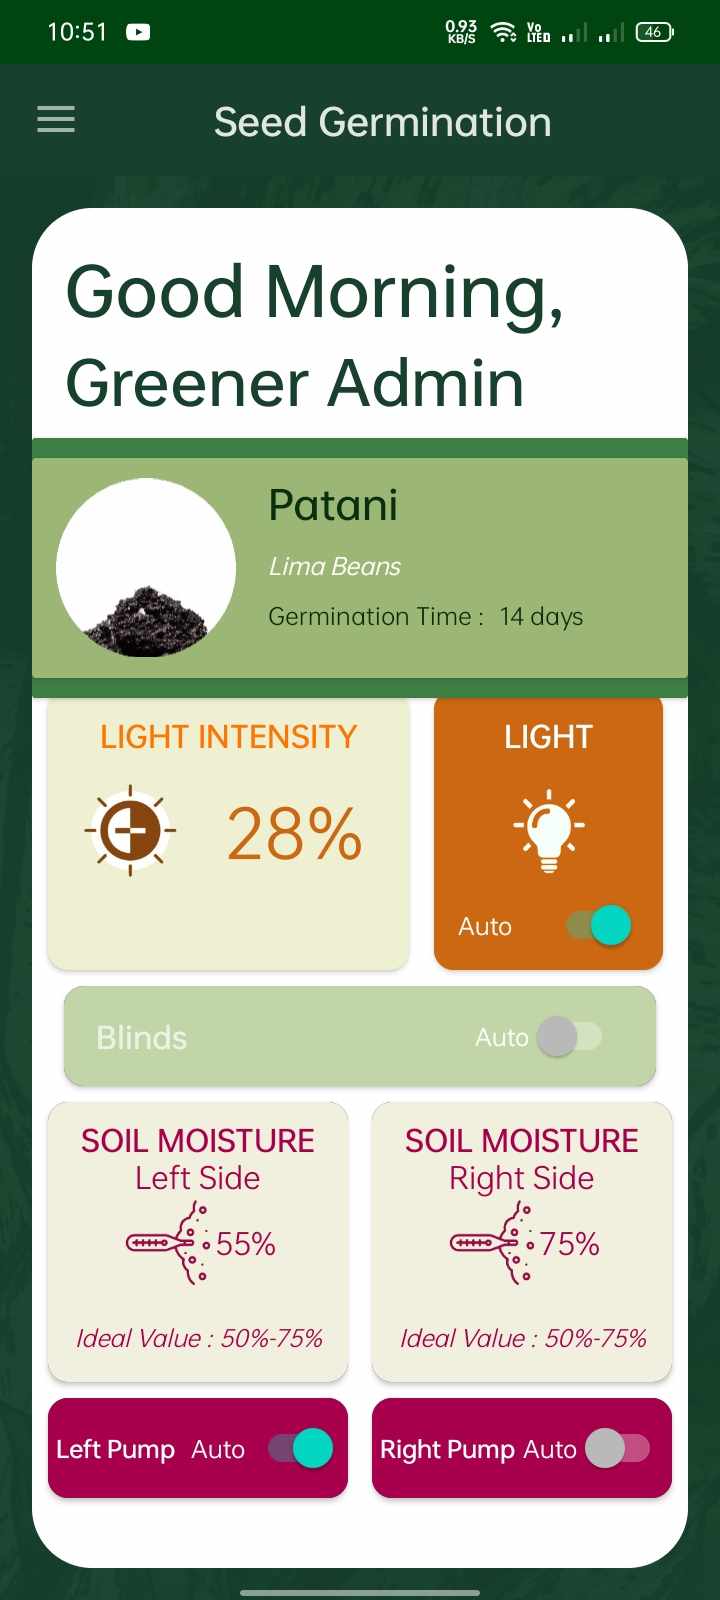 10:51
0.93 KB/S Vo LTE 46
Seed Germination
Good Morning,
Greener Admin
Patani
Lima Beans
Germination Time : 14 days
LIGHT INTENSITY
28%
LIGHT
Auto
Blinds Auto
SOIL MOISTURE
Left Side
55%
Ideal Value : 50%-75%
SOIL MOISTURE
Right Side
75%
Ideal Value : 50%-75%
Left Pump Auto
Right Pump Auto